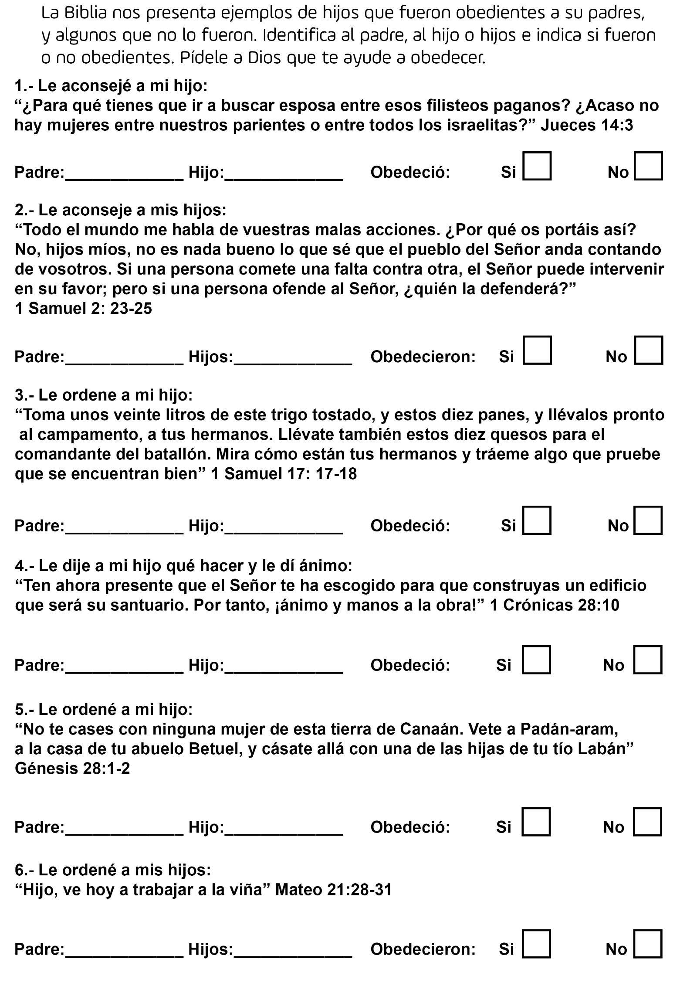 La Biblia nos presenta ejemplos de hijos que fueron obedientes a su padres,
y algunos que no lo fueron. Identifica al padre, al hijo o hijos e indica si fueron
o no obedientes. Pídele a Dios que te ayude a obedecer.
1.- Le aconsejé a mi hijo:
“¿Para qué tienes que ir a buscar esposa entre esos filisteos paganos? ¿Acaso no
hay mujeres entre nuestros parientes o entre todos los israelitas?” Jueces 14:3
Padre:_____________ Hijo:_____________ Obedeció: Si No
2.- Le aconseje a mis hijos:
“Todo el mundo me habla de vuestras malas acciones. ¿Por qué os portáis así?
No, hijos míos, no es nada bueno lo que sé que el pueblo del Señor anda contando
de vosotros. Si una persona comete una falta contra otra, el Señor puede intervenir
en su favor; pero si una persona ofende al Señor, ¿quién la defenderá?”
1 Samuel 2: 23-25
Padre:_____________ Hijos:_____________ Obedecieron: Si No
3.- Le ordene a mi hijo:
“Toma unos veinte litros de este trigo tostado, y estos diez panes, y llévalos pronto
al campamento, a tus hermanos. Llévate también estos diez quesos para el
comandante del batallón. Mira cómo están tus hermanos y tráeme algo que pruebe
que se encuentran bien” 1 Samuel 17: 17-18
Padre:_____________ Hijo:_____________ Obedeció: Si No
4.- Le dije a mi hijo qué hacer y le dí ánimo:
“Ten ahora presente que el Señor te ha escogido para que construyas un edificio
que será su santuario. Por tanto, ¡ánimo y manos a la obra!” 1 Crónicas 28:10
Padre:_____________ Hijo:_____________ Obedeció: Si No
5.- Le ordené a mi hijo:
“No te cases con ninguna mujer de esta tierra de Canaán. Vete a Padán-aram,
a la casa de tu abuelo Betuel, y cásate allá con una de las hijas de tu tío Labán”
Génesis 28:1-2
Padre:_____________ Hijo:_____________ Obedeció: Si No
6.- Le ordené a mis hijos:
“Hijo, ve hoy a trabajar a la viña” Mateo 21:28-31
Padre:_____________ Hijos:_____________ Obedecieron: Si No